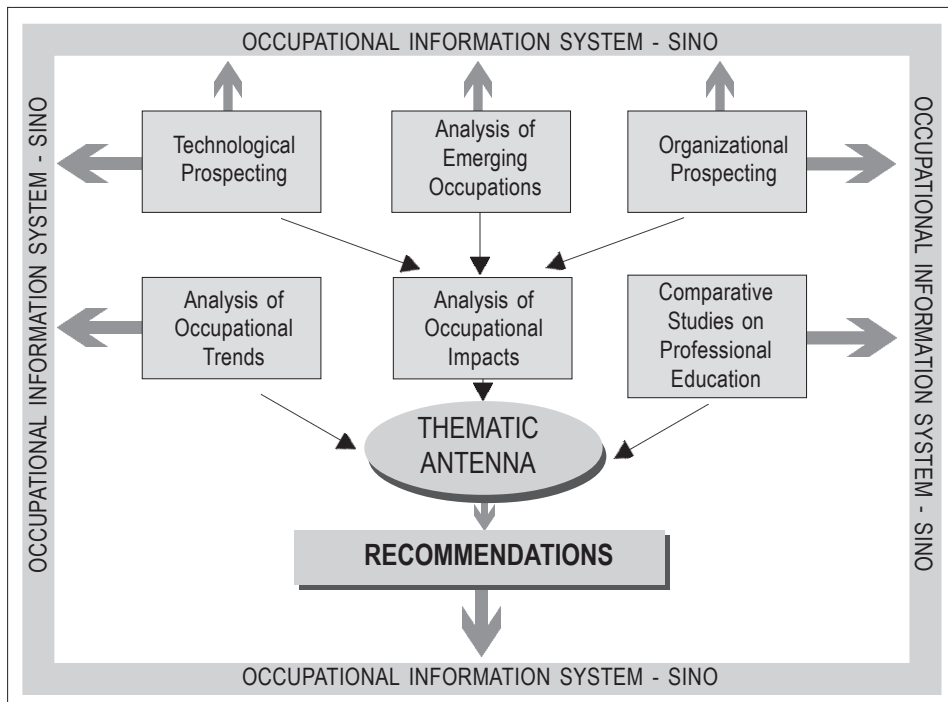 OCCUPATIONAL INFORMATION SYSTEM - SINO
OCCUPATIONAL INFORMATION SYSTEM - SINO
OCCUPATIONAL INFORMATION SYSTEM - SINO
Technological
Prospecting
Analysis of
Emerging
Occupations
Organizational
Prospecting
Analysis of
Occupational
Trends
Analysis of
Occupational
Impacts
Comparative
Studies on
Professional
Education
THEMATIC
ANTENNA
RECOMMENDATIONS
OCCUPATIONAL INFORMATION SYSTEM - SINO